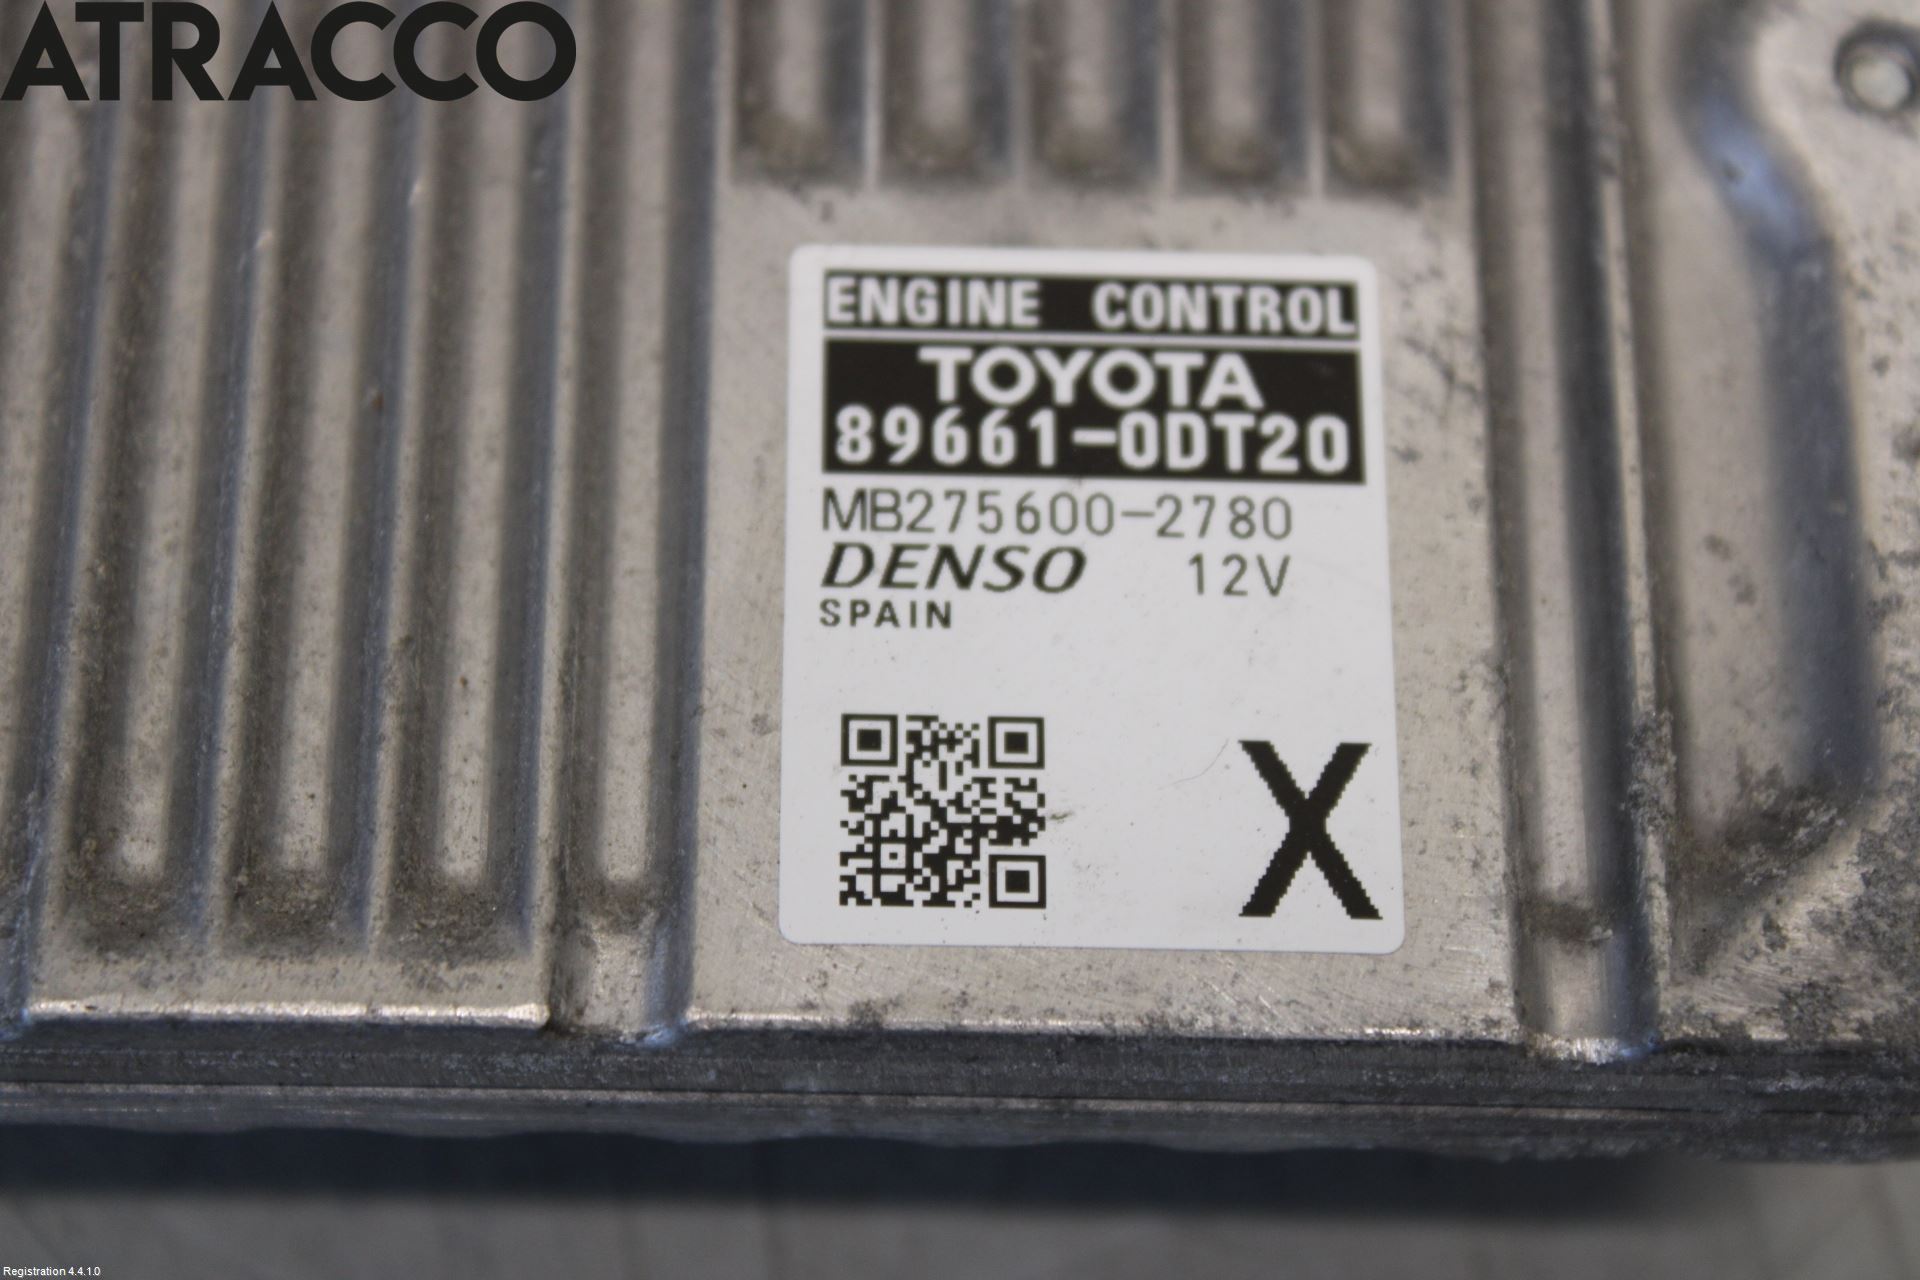 ATRACCO
ENGINE CONTROL
TOYOTA
89661-0DT20
MB275600-2780
DENSO 12V
SPAIN
X
Registration 4.4.1.0